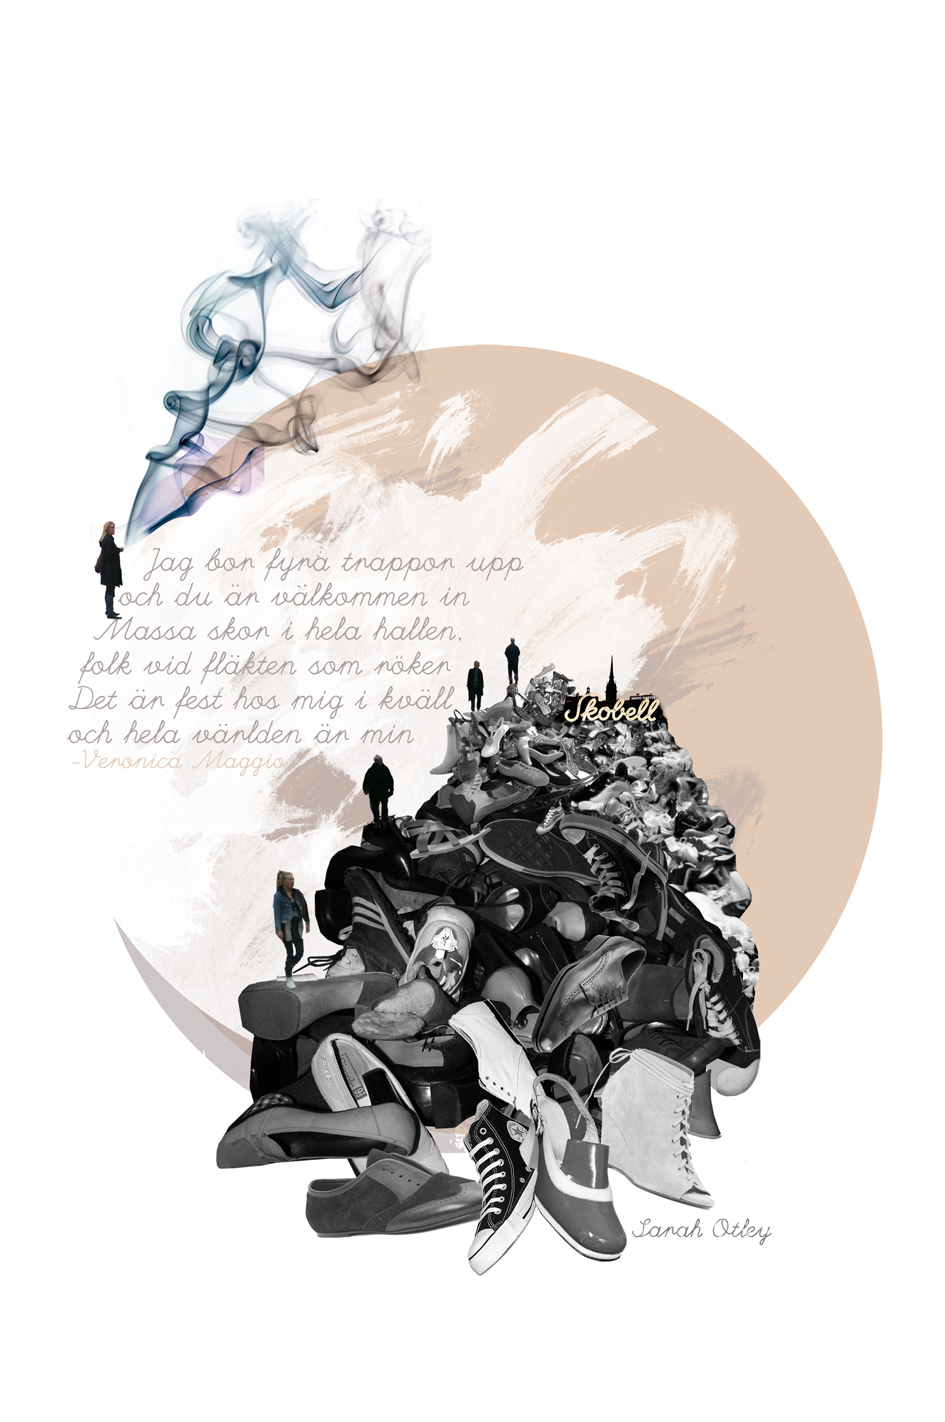 Jag bor fyra trappor upp
och du är välkommen in
Massa skor i hela hallen,
folk vid fläkten som röker
Det är fest hos mig i kväll
och hela världen är min
-Veronica Maggio
Skobell
Sarah Otley